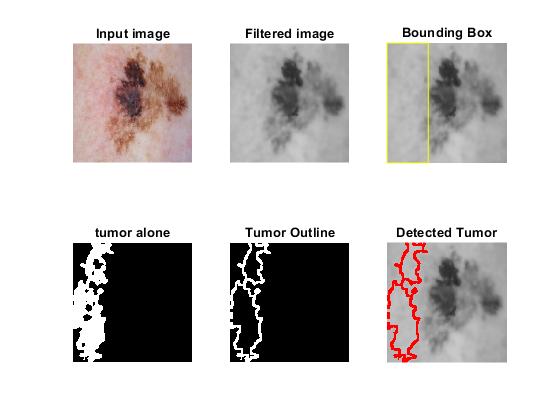 Input image
Filtered image
Bounding Box
tumor alone
Tumor Outline
Detected Tumor